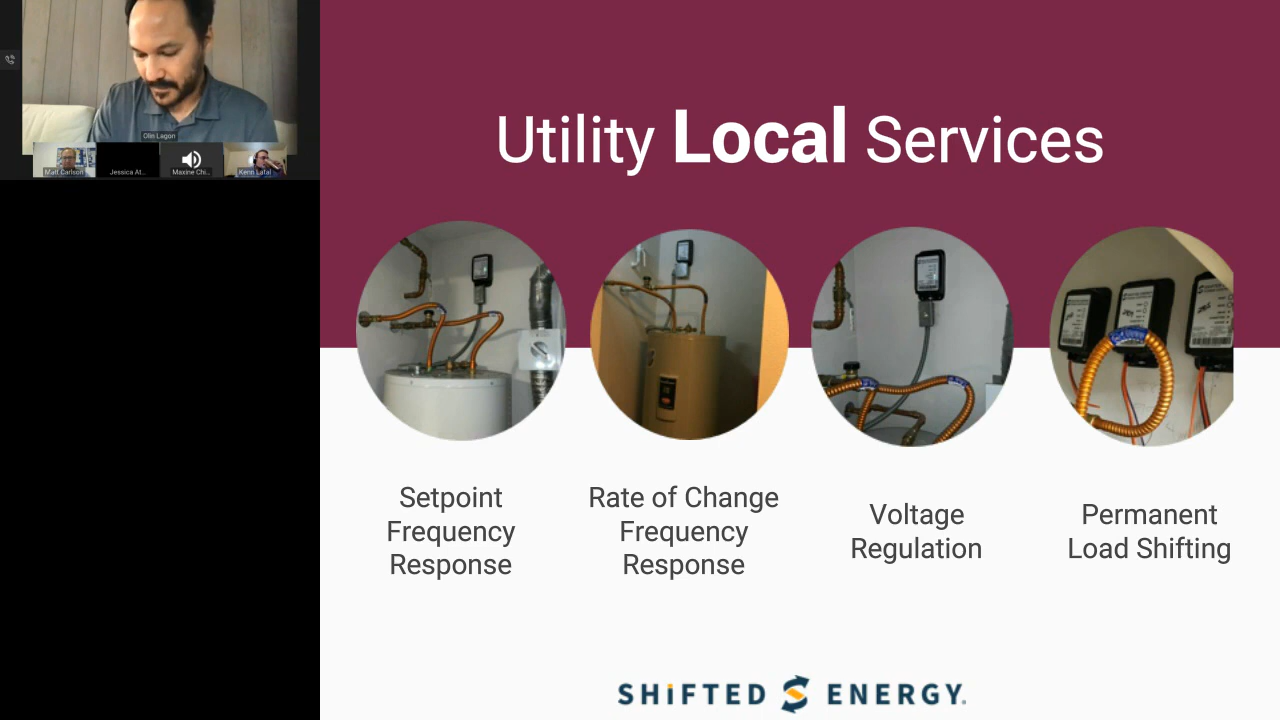 Olin Lagon
Matt Carlson
Jessica At...
Maxine Chi...
Kenn Lafal
Utility Local Services
Setpoint
Frequency
Response
Rate of Change
Frequency
Response
Voltage
Regulation
Permanent
Load Shifting
SHiFTED ENERGY.